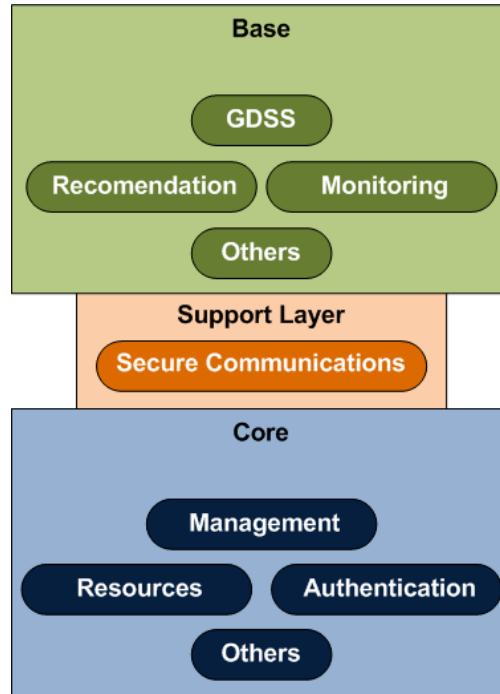 Base
GDSS
Recomendation
Monitoring
Others
Support Layer
Secure Communications
Core
Management
Resources
Authentication
Others